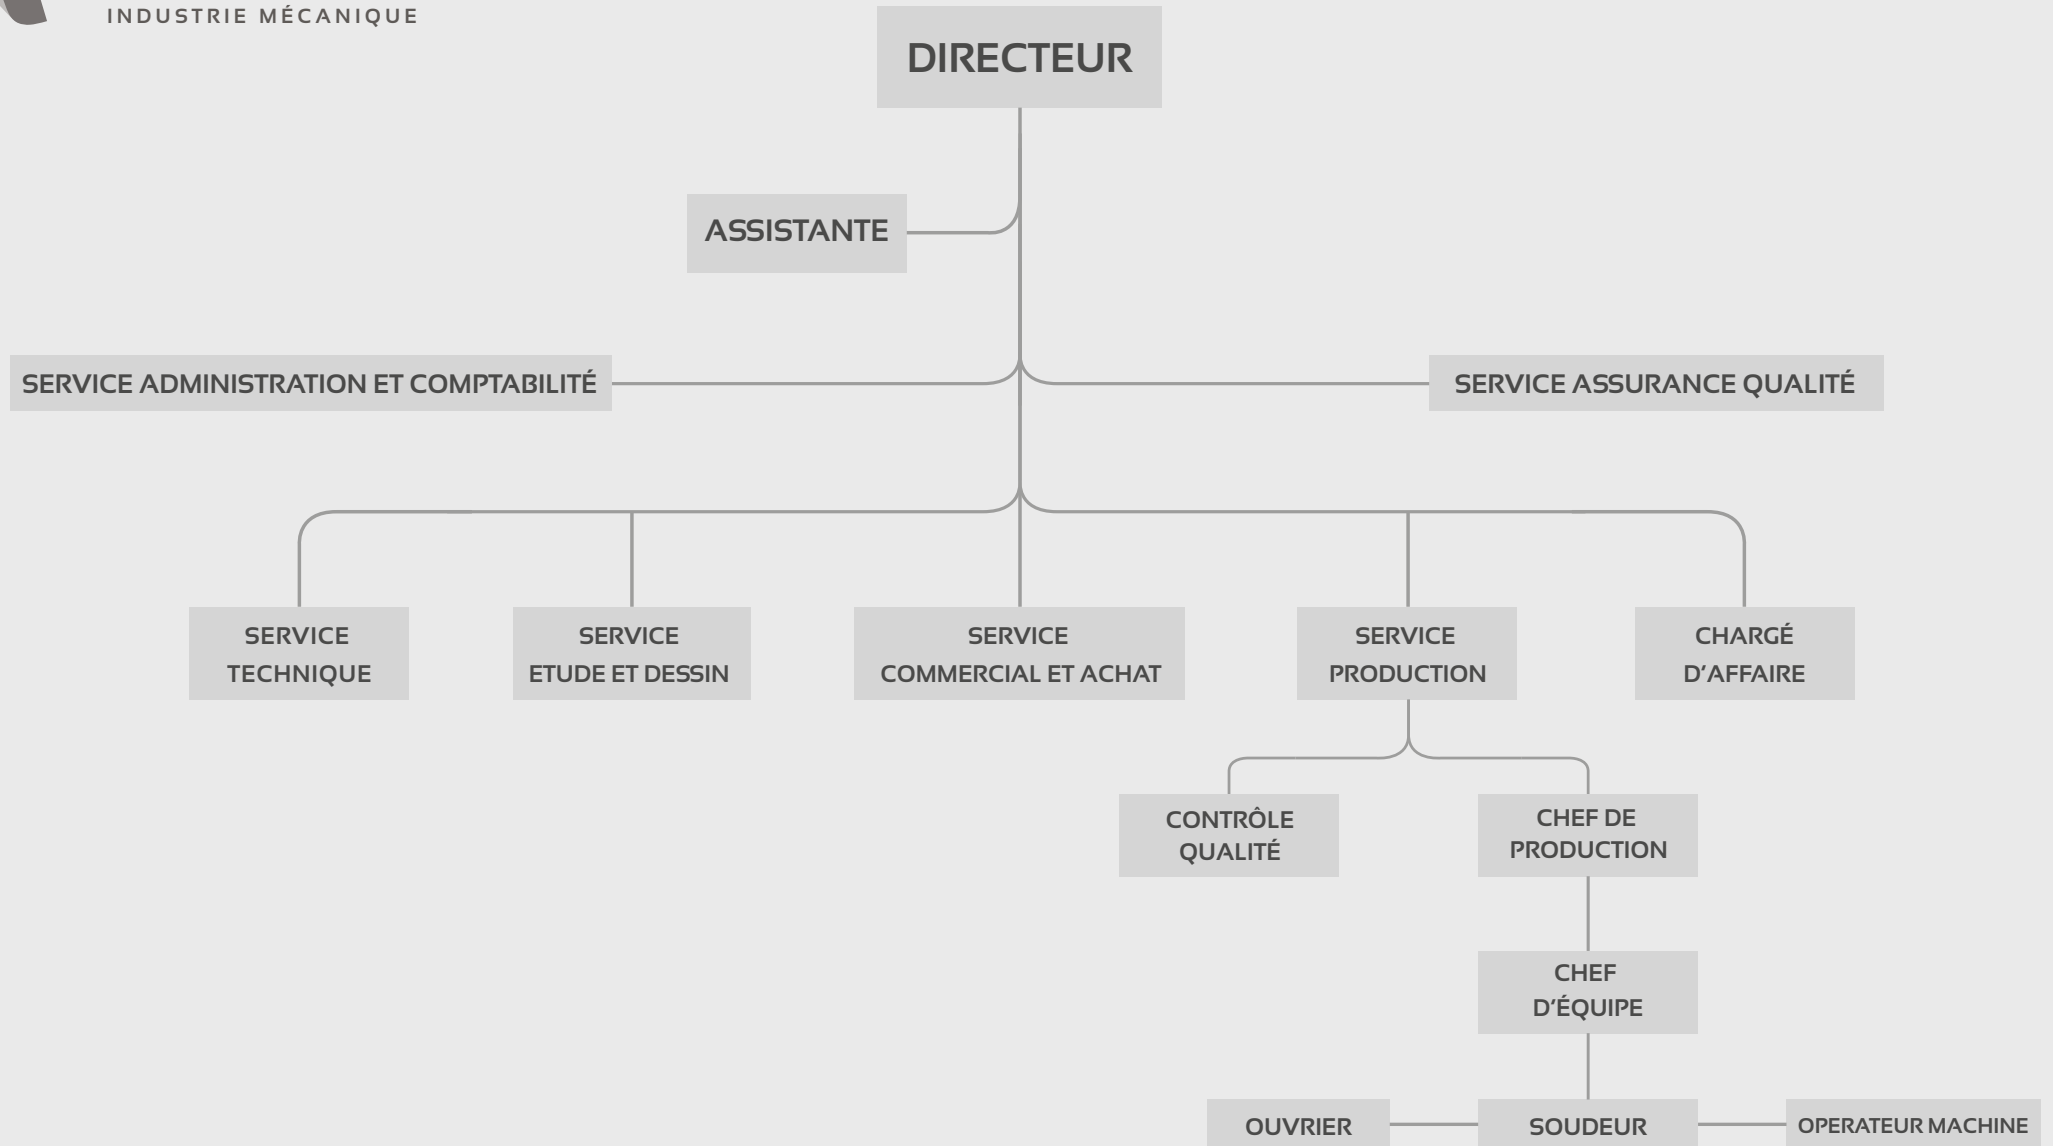 INDUSTRIE MÉCANIQUE
DIRECTEUR
ASSISTANTE
SERVICE ADMINISTRATION ET COMPTABILITÉ
SERVICE ASSURANCE QUALITÉ
SERVICE
TECHNIQUE
SERVICE
ETUDE ET DESSIN
SERVICE
COMMERCIAL ET ACHAT
SERVICE
PRODUCTION
CHARGÉ
D'AFFAIRE
CONTRÔLE
QUALITÉ
CHEF DE
PRODUCTION
CHEF
D'ÉQUIPE
OUVRIER
SOUDEUR
OPERATEUR MACHINE